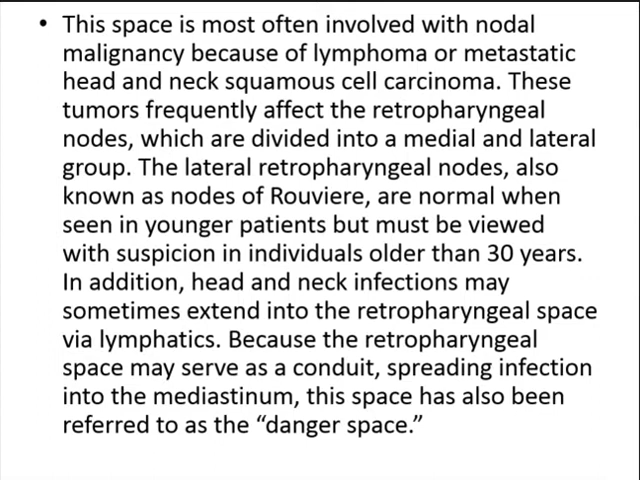 • This space is most often involved with nodal
malignancy because of lymphoma or metastatic
head and neck squamous cell carcinoma. These
tumors frequently affect the retropharyngeal
nodes, which are divided into a medial and lateral
group. The lateral retropharyngeal nodes, also
known as nodes of Rouviere, are normal when
seen in younger patients but must be viewed
with suspicion in individuals older than 30 years.
In addition, head and neck infections may
sometimes extend into the retropharyngeal space
via lymphatics. Because the retropharyngeal
space may serve as a conduit, spreading infection
into the mediastinum, this space has also been
referred to as the “danger space.”